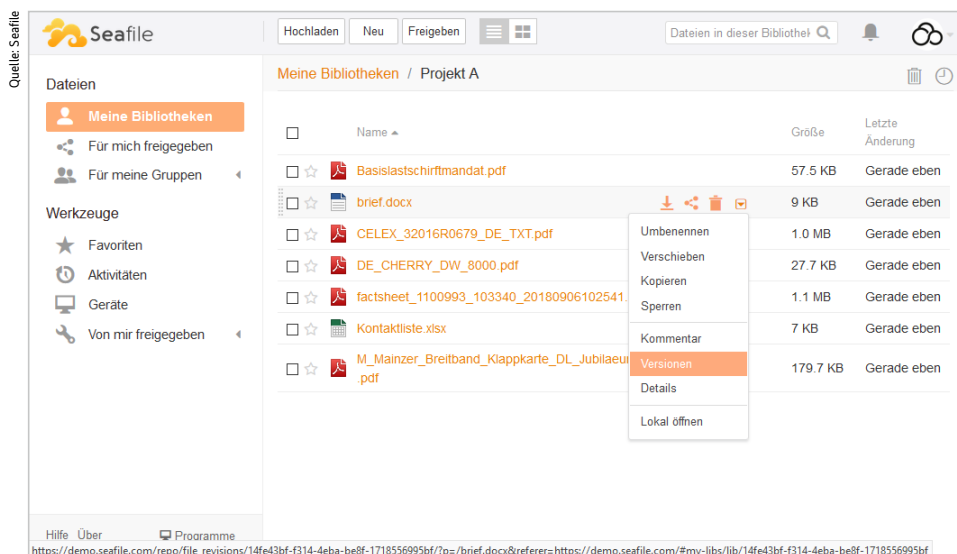 Quelle: Seafile
Seafile
Hochladen Neu Freigeben Dateien in dieser Bibliothek
Meine Bibliotheken / Projekt A
Dateien
Meine Bibliotheken
Für mich freigegeben
Für meine Gruppen
Werkzeuge
Favoriten
Aktivitäten
Geräte
Von mir freigegeben
Name Größe Letzte
Änderung
Basislastschirftmandat.pdf 57.5 KB Gerade eben
brief.docx 9 KB Gerade eben
CELEX_32016R0679_DE_TXT.pdf 1.0 MB Gerade eben
DE_CHERRY_DW_8000.pdf 27.7 KB Gerade eben
factsheet_1100993_103340_20180906102541. 1.1 MB Gerade eben
Kontaktliste.xlsx 7 KB Gerade eben
M_Mainzer_Breitband_Klappkarte_DL_Jubilaeu
.pdf 179.7 KB Gerade eben
Umbenennen
Verschieben
Kopieren
Sperren
Kommentar
Versionen
Details
Lokal öffnen
Hilfe Über Programme
https://demo.seafile.com/repo/file_revisions/14fe43bf-f314-4eba-be8f-1718556995bf/?p=/brief.docx&referer=https://demo.seafile.com/#my-libs/lib/14fe43bf-f314-4eba-be8f-1718556995bf